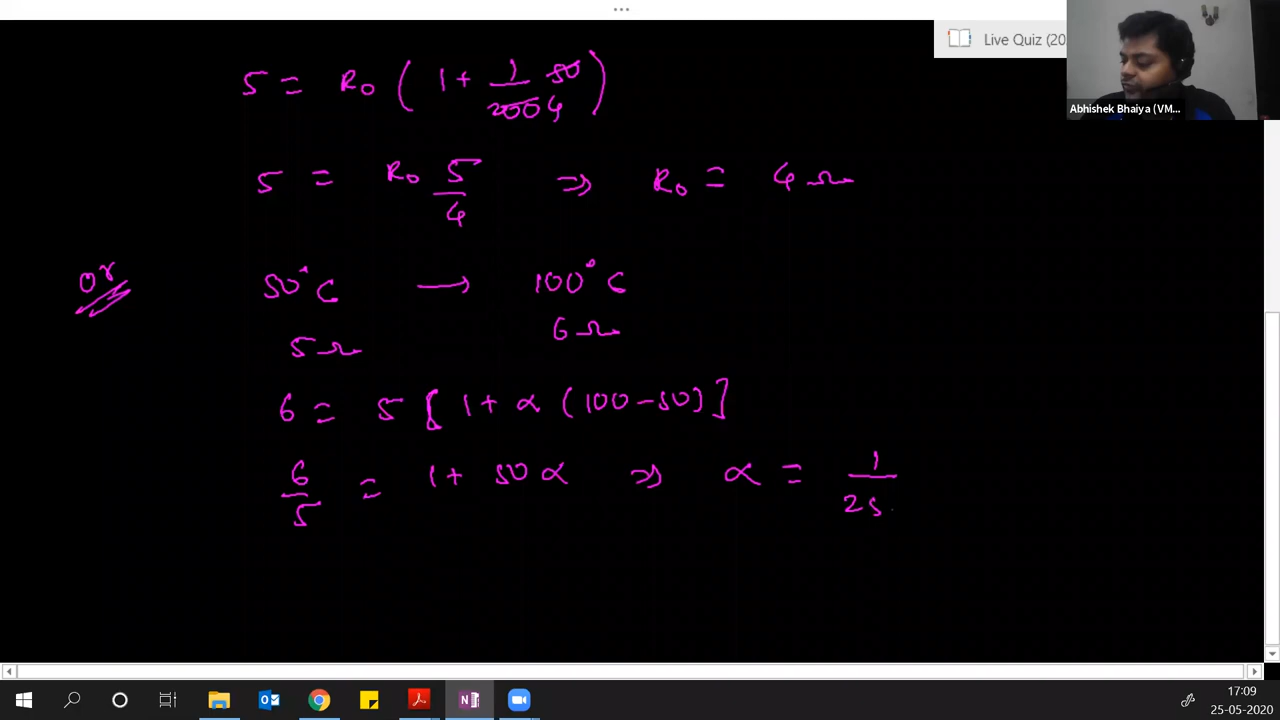 Live Quiz (20
Abhishek Bhaiya (VM...
5 = R₀ ( 1 + 1/200 4 50 )
5 = R₀ 5/4 ⇒ R₀ = 4 Ω
or
50°C → 100°C
5Ω 6Ω
6 = 5 [ 1 + α (100 - 50) ]
6/5 = 1 + 50 α ⇒ α = 1/25
17:09
25-05-2020